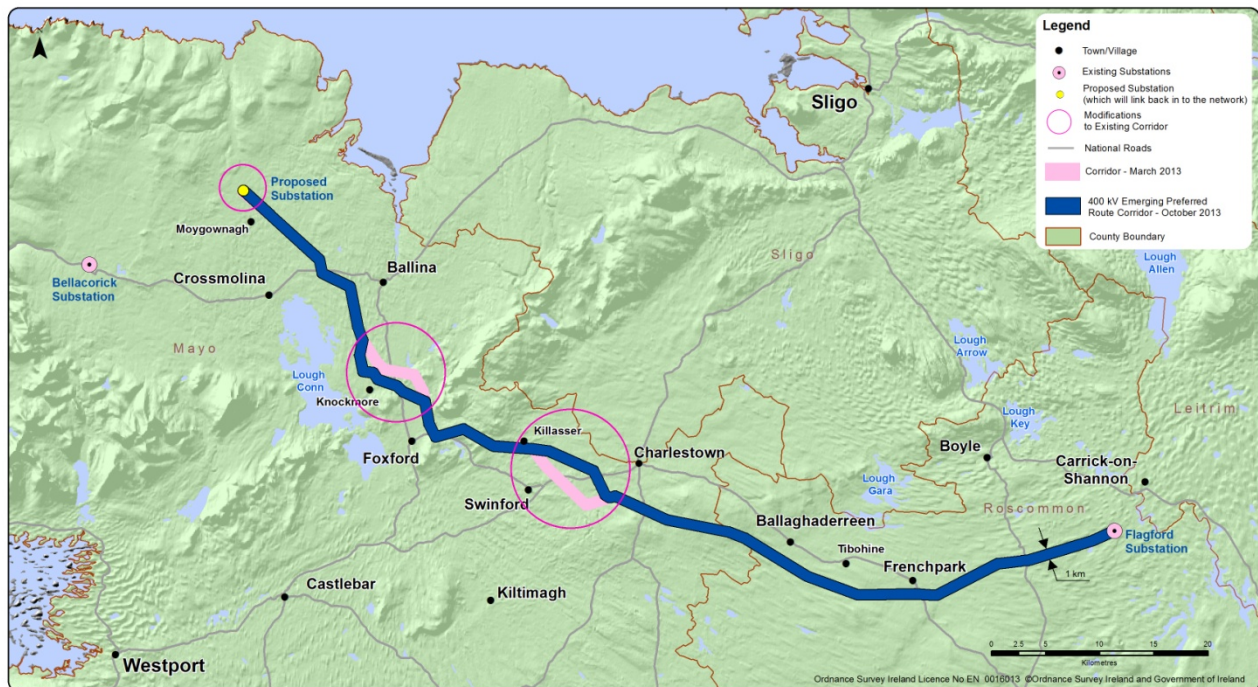 Legend
Town/Village
Existing Substations
Proposed Substation
(which will link back in to the network)
Modifications
to Existing Corridor
National Roads
Corridor - March 2013
400 kV Emerging Preferred
Route Corridor - October 2013
County Boundary
Sligo
Proposed
Substation
Moygownagh
Bellacorick
Substation
Crossmolina
Ballina
Sligo
Lough
Allen
Mayo
Lough
Conn
Knockmore
Lough
Arrow
Leitrim
Lough
Key
Foxford
Killasser
Charlestown
Boyle
Carrick-on-
Shannon
Swinford
Lough
Gara
Roscommon
Ballaghaderreen
Tibohine
Frenchpark
Flagford
Substation
1 km
Castlebar
Kiltimagh
Westport
0 2.5 5 10 15 20
Kilometres
Ordnance Survey Ireland Licence No EN 0016013 ©Ordnance Survey Ireland and Government of Ireland